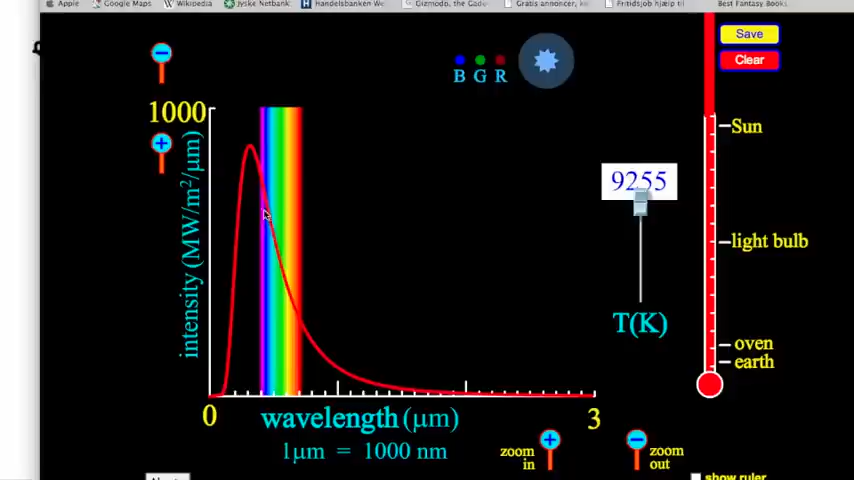 Apple Google Maps Wikipedia Jyske Netbank Handelsbanken We Gizmodo, the Gad Gratis annoncer, k Fritidsjob hjælp til Best Fantasy Books
Save
B G R
Clear
1000
Sun
+
9255
intensity (MW/m²/µm)
light bulb
T(K)
oven
earth
0 wavelength (µm) 3
1µm = 1000 nm
zoom in
zoom out
show ruler